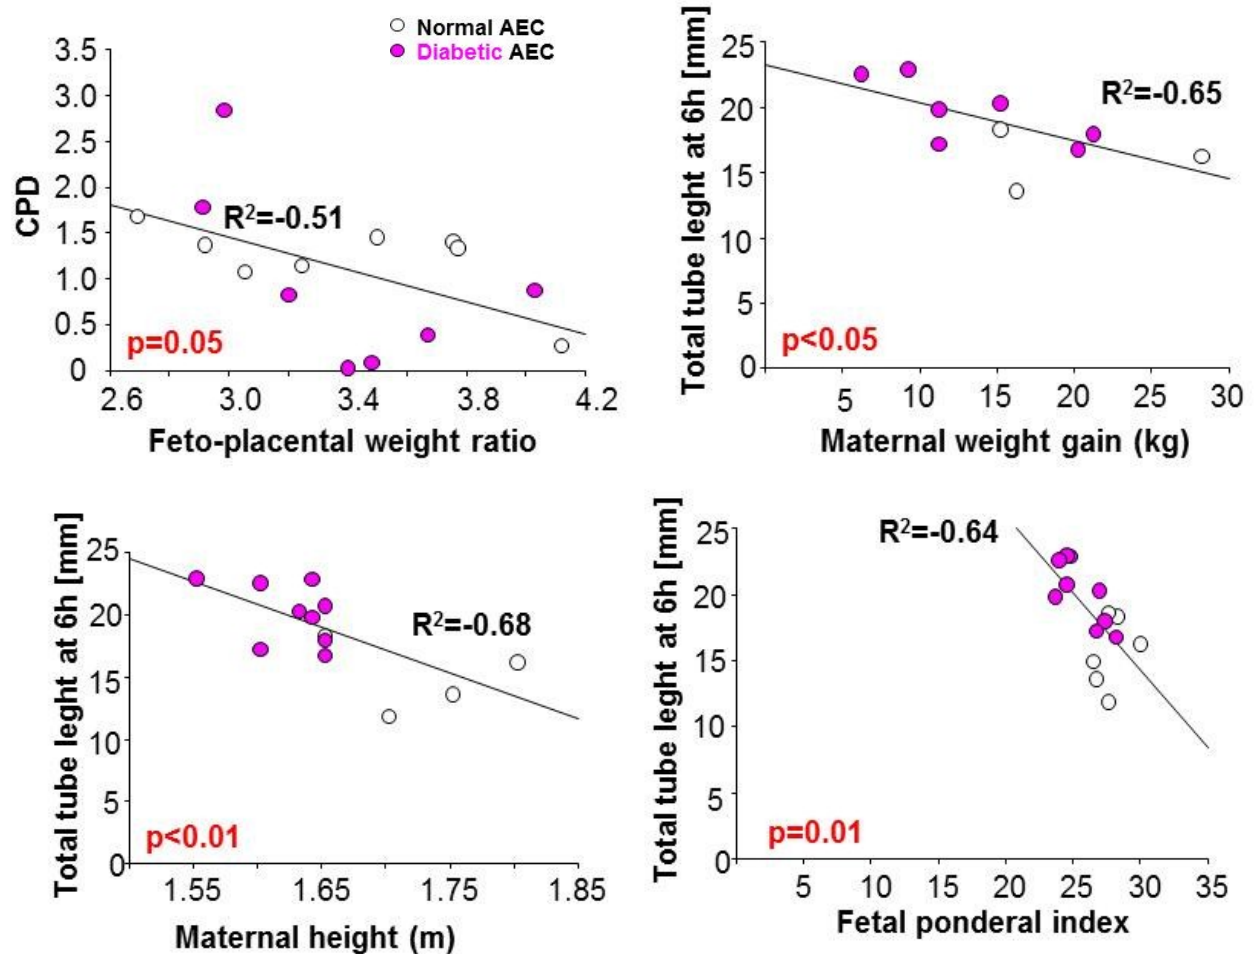 Normal AEC
Diabetic AEC
3.5
3.0
2.5
2.0
1.5
1.0
0.5
0
CPD
R²=-0.51
p=0.05
2.6 3.0 3.4 3.8 4.2
Feto-placental weight ratio
25
20
15
10
5
0
Total tube leght at 6h [mm]
R²=-0.65
p<0.05
5 10 15 20 25 30
Maternal weight gain (kg)
25
20
15
10
5
0
Total tube leght at 6h [mm]
R²=-0.68
p<0.01
1.55 1.65 1.75 1.85
Maternal height (m)
25
20
15
10
5
0
Total tube leght at 6h [mm]
R²=-0.64
p=0.01
5 10 15 20 25 30 35
Fetal ponderal index